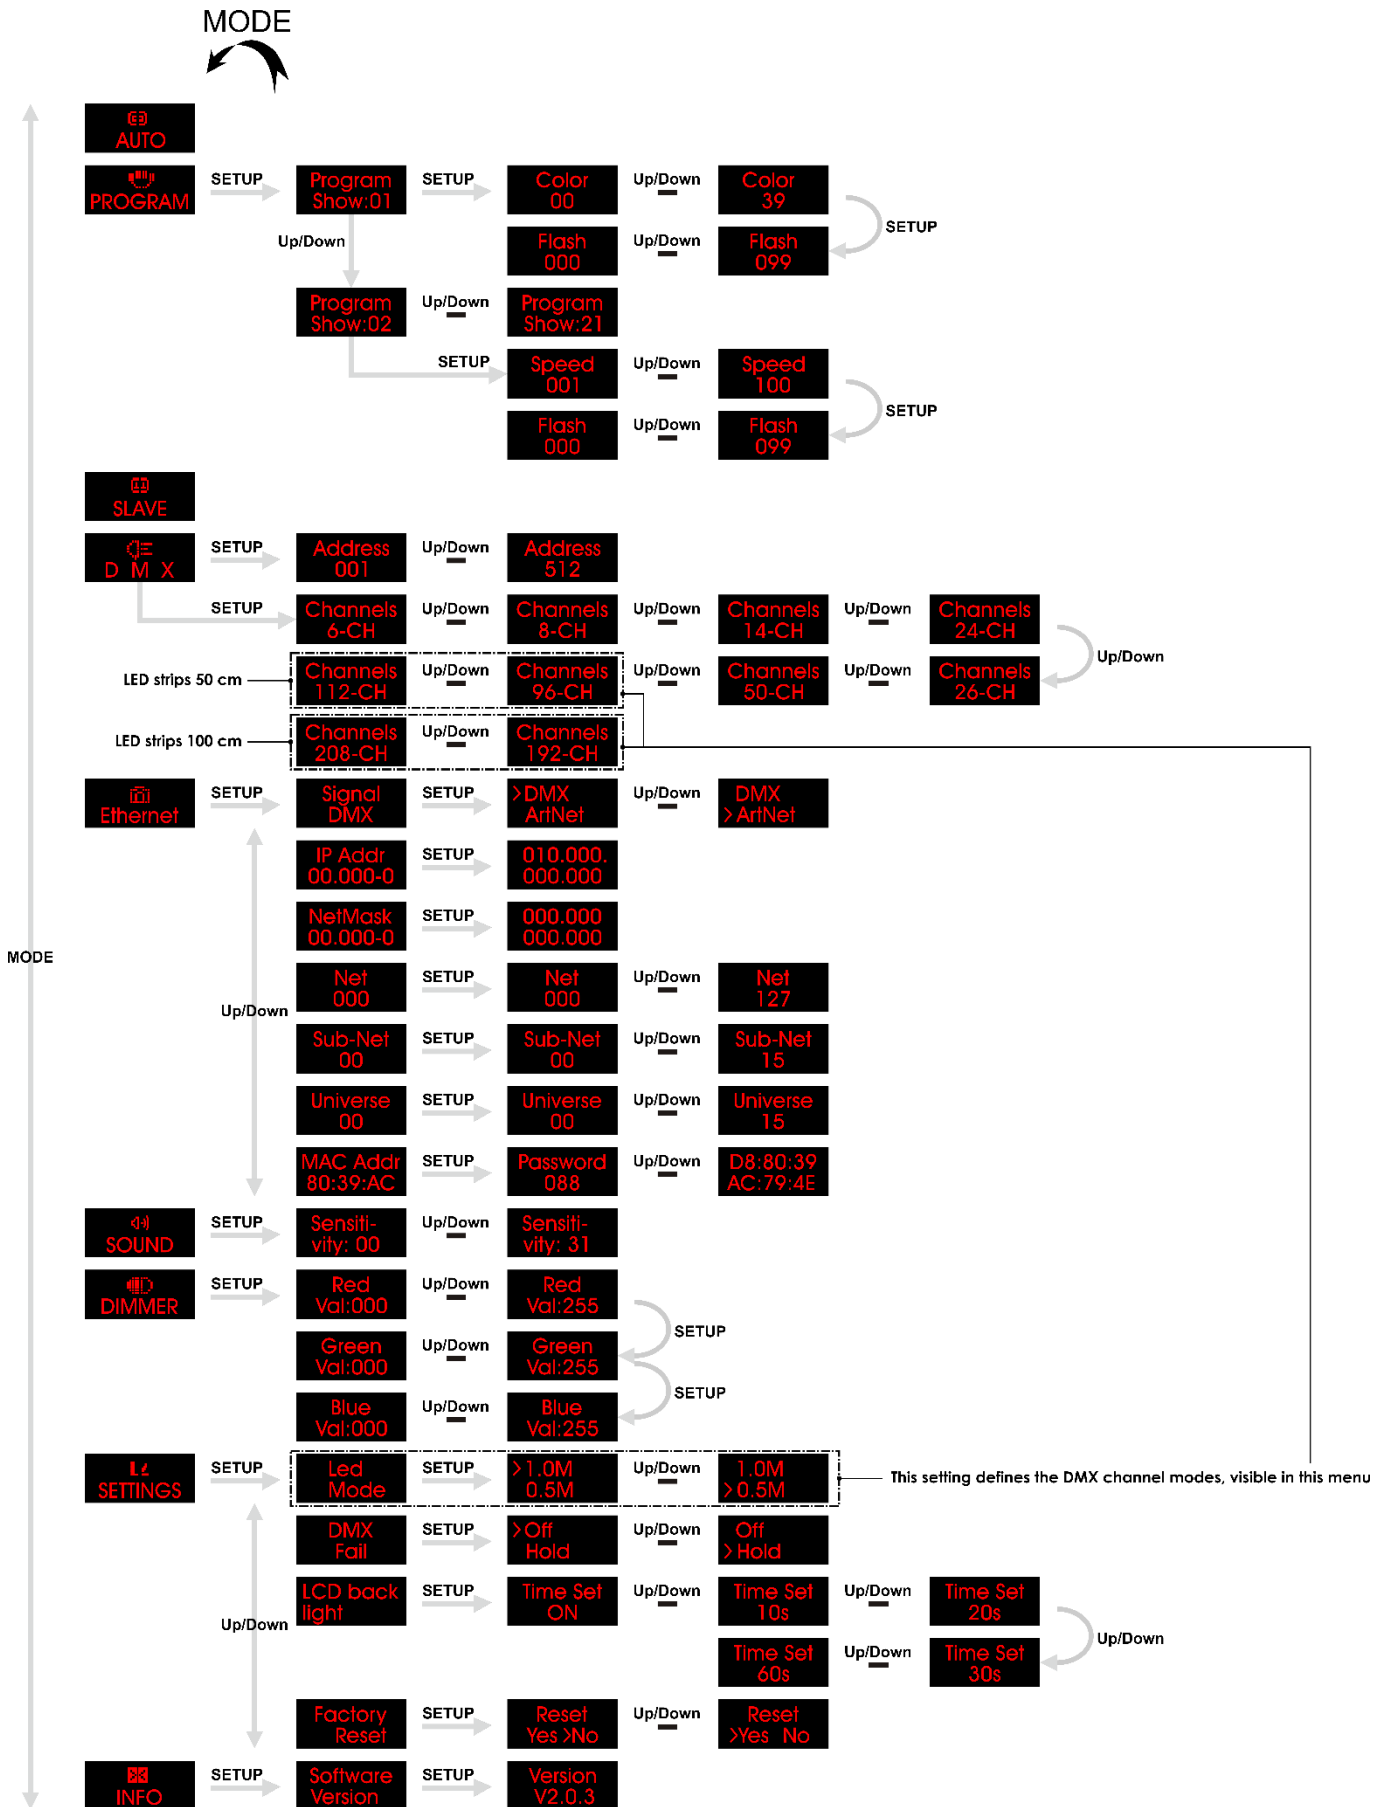 MODE
AUTO
PROGRAM
SETUP
Program
Show:01
SETUP
Color
00
Up/Down
Color
39
SETUP
Up/Down
Flash
000
Up/Down
Flash
099
Program
Show:02
Up/Down
Program
Show:21
SETUP
Speed
001
Up/Down
Speed
100
SETUP
Flash
000
Up/Down
Flash
099
SLAVE
D M X
SETUP
Address
001
Up/Down
Address
512
SETUP
Channels
6-CH
Up/Down
Channels
8-CH
Up/Down
Channels
14-CH
Up/Down
Channels
24-CH
Up/Down
LED strips 50 cm
Channels
112-CH
Up/Down
Channels
96-CH
Up/Down
Channels
50-CH
Up/Down
Channels
26-CH
LED strips 100 cm
Channels
208-CH
Up/Down
Channels
192-CH
Ethernet
SETUP
Signal
DMX
SETUP
>DMX
ArtNet
Up/Down
DMX
>ArtNet
IP Addr
00.000-0
SETUP
010.000.
000.000
NetMask
00.000-0
SETUP
000.000
000.000
MODE
Up/Down
Net
000
SETUP
Net
000
Up/Down
Net
127
Sub-Net
00
SETUP
Sub-Net
00
Up/Down
Sub-Net
15
Universe
00
SETUP
Universe
00
Up/Down
Universe
15
MAC Addr
80:39:AC
SETUP
Password
088
Up/Down
D8:80:39
AC:79:4E
SOUND
SETUP
Sensiti-
vity: 00
Up/Down
Sensiti-
vity: 31
DIMMER
SETUP
Red
Val:000
Up/Down
Red
Val:255
SETUP
Green
Val:000
Up/Down
Green
Val:255
SETUP
Blue
Val:000
Up/Down
Blue
Val:255
SETTINGS
SETUP
Led
Mode
SETUP
>1.0M
0.5M
Up/Down
1.0M
>0.5M
This setting defines the DMX channel modes, visible in this menu
DMX
Fail
SETUP
>Off
Hold
Up/Down
Off
>Hold
Up/Down
LCD back
light
SETUP
Time Set
ON
Up/Down
Time Set
10s
Up/Down
Time Set
20s
Up/Down
Time Set
60s
Up/Down
Time Set
30s
Factory
Reset
SETUP
Reset
Yes >No
Up/Down
Reset
>Yes No
INFO
SETUP
Software
Version
SETUP
Version
V2.0.3